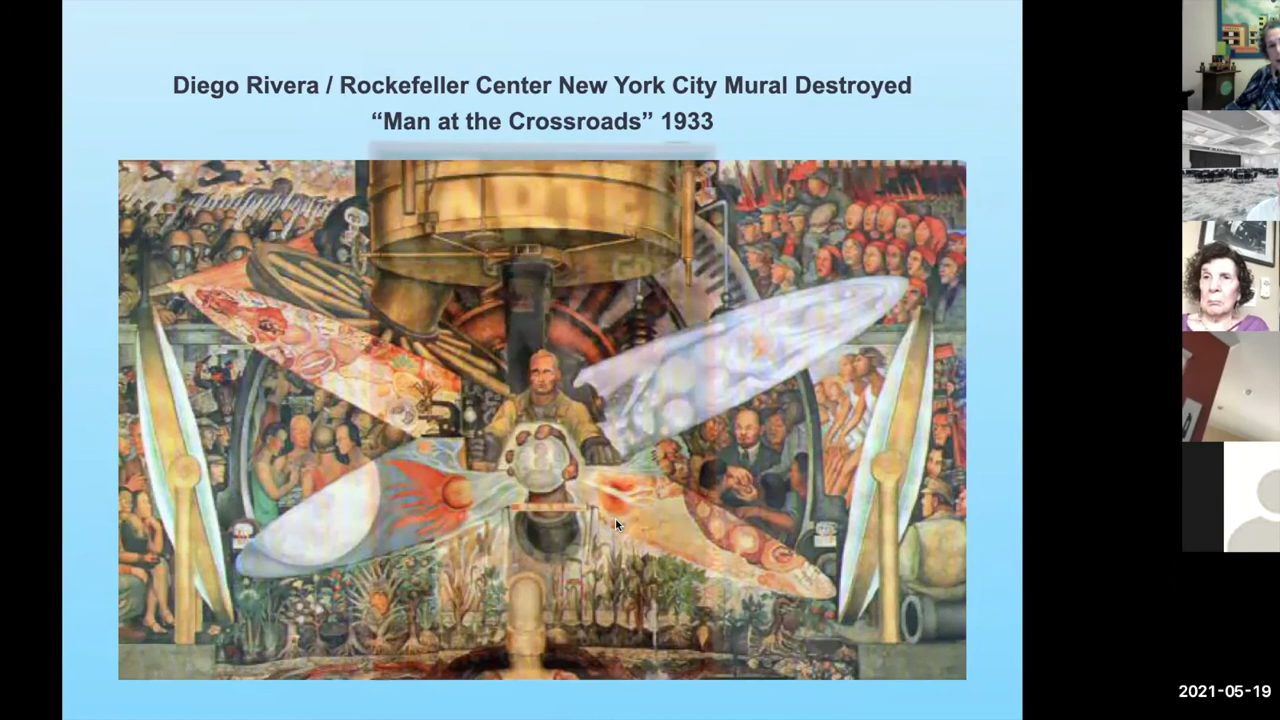 Diego Rivera / Rockefeller Center New York City Mural Destroyed
“Man at the Crossroads” 1933
2021-05-19